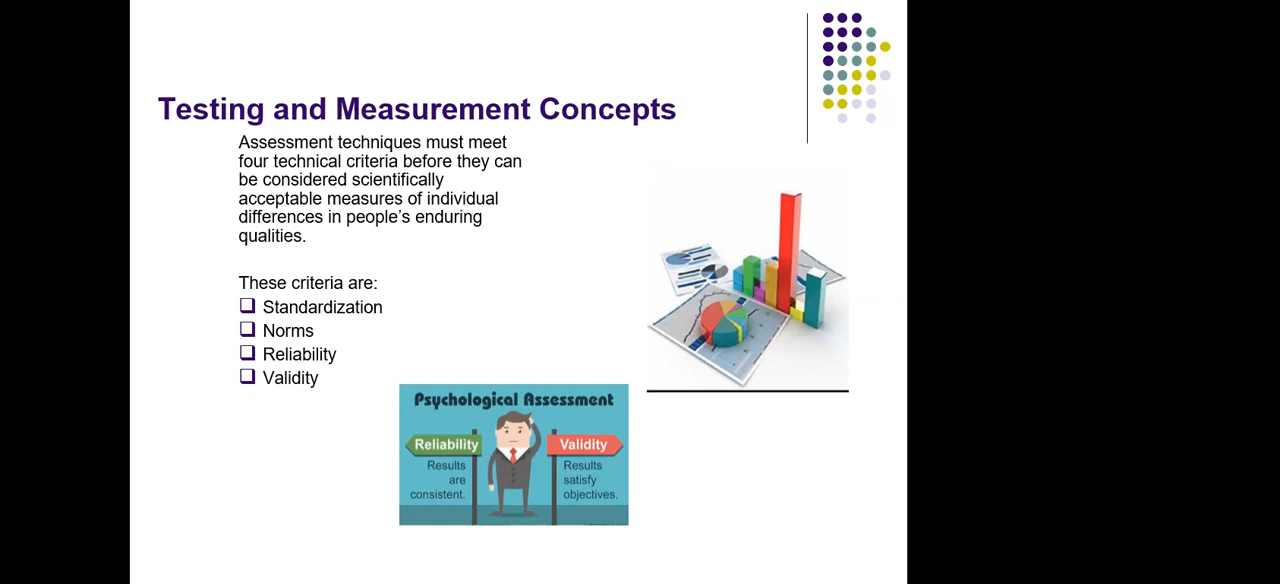 Testing and Measurement Concepts
Assessment techniques must meet
four technical criteria before they can
be considered scientifically
acceptable measures of individual
differences in people’s enduring
qualities.
These criteria are:
Standardization
Norms
Reliability
Validity
Psychological Assessment
Reliability
Results
are
consistent.
Validity
Results
satisfy
objectives.